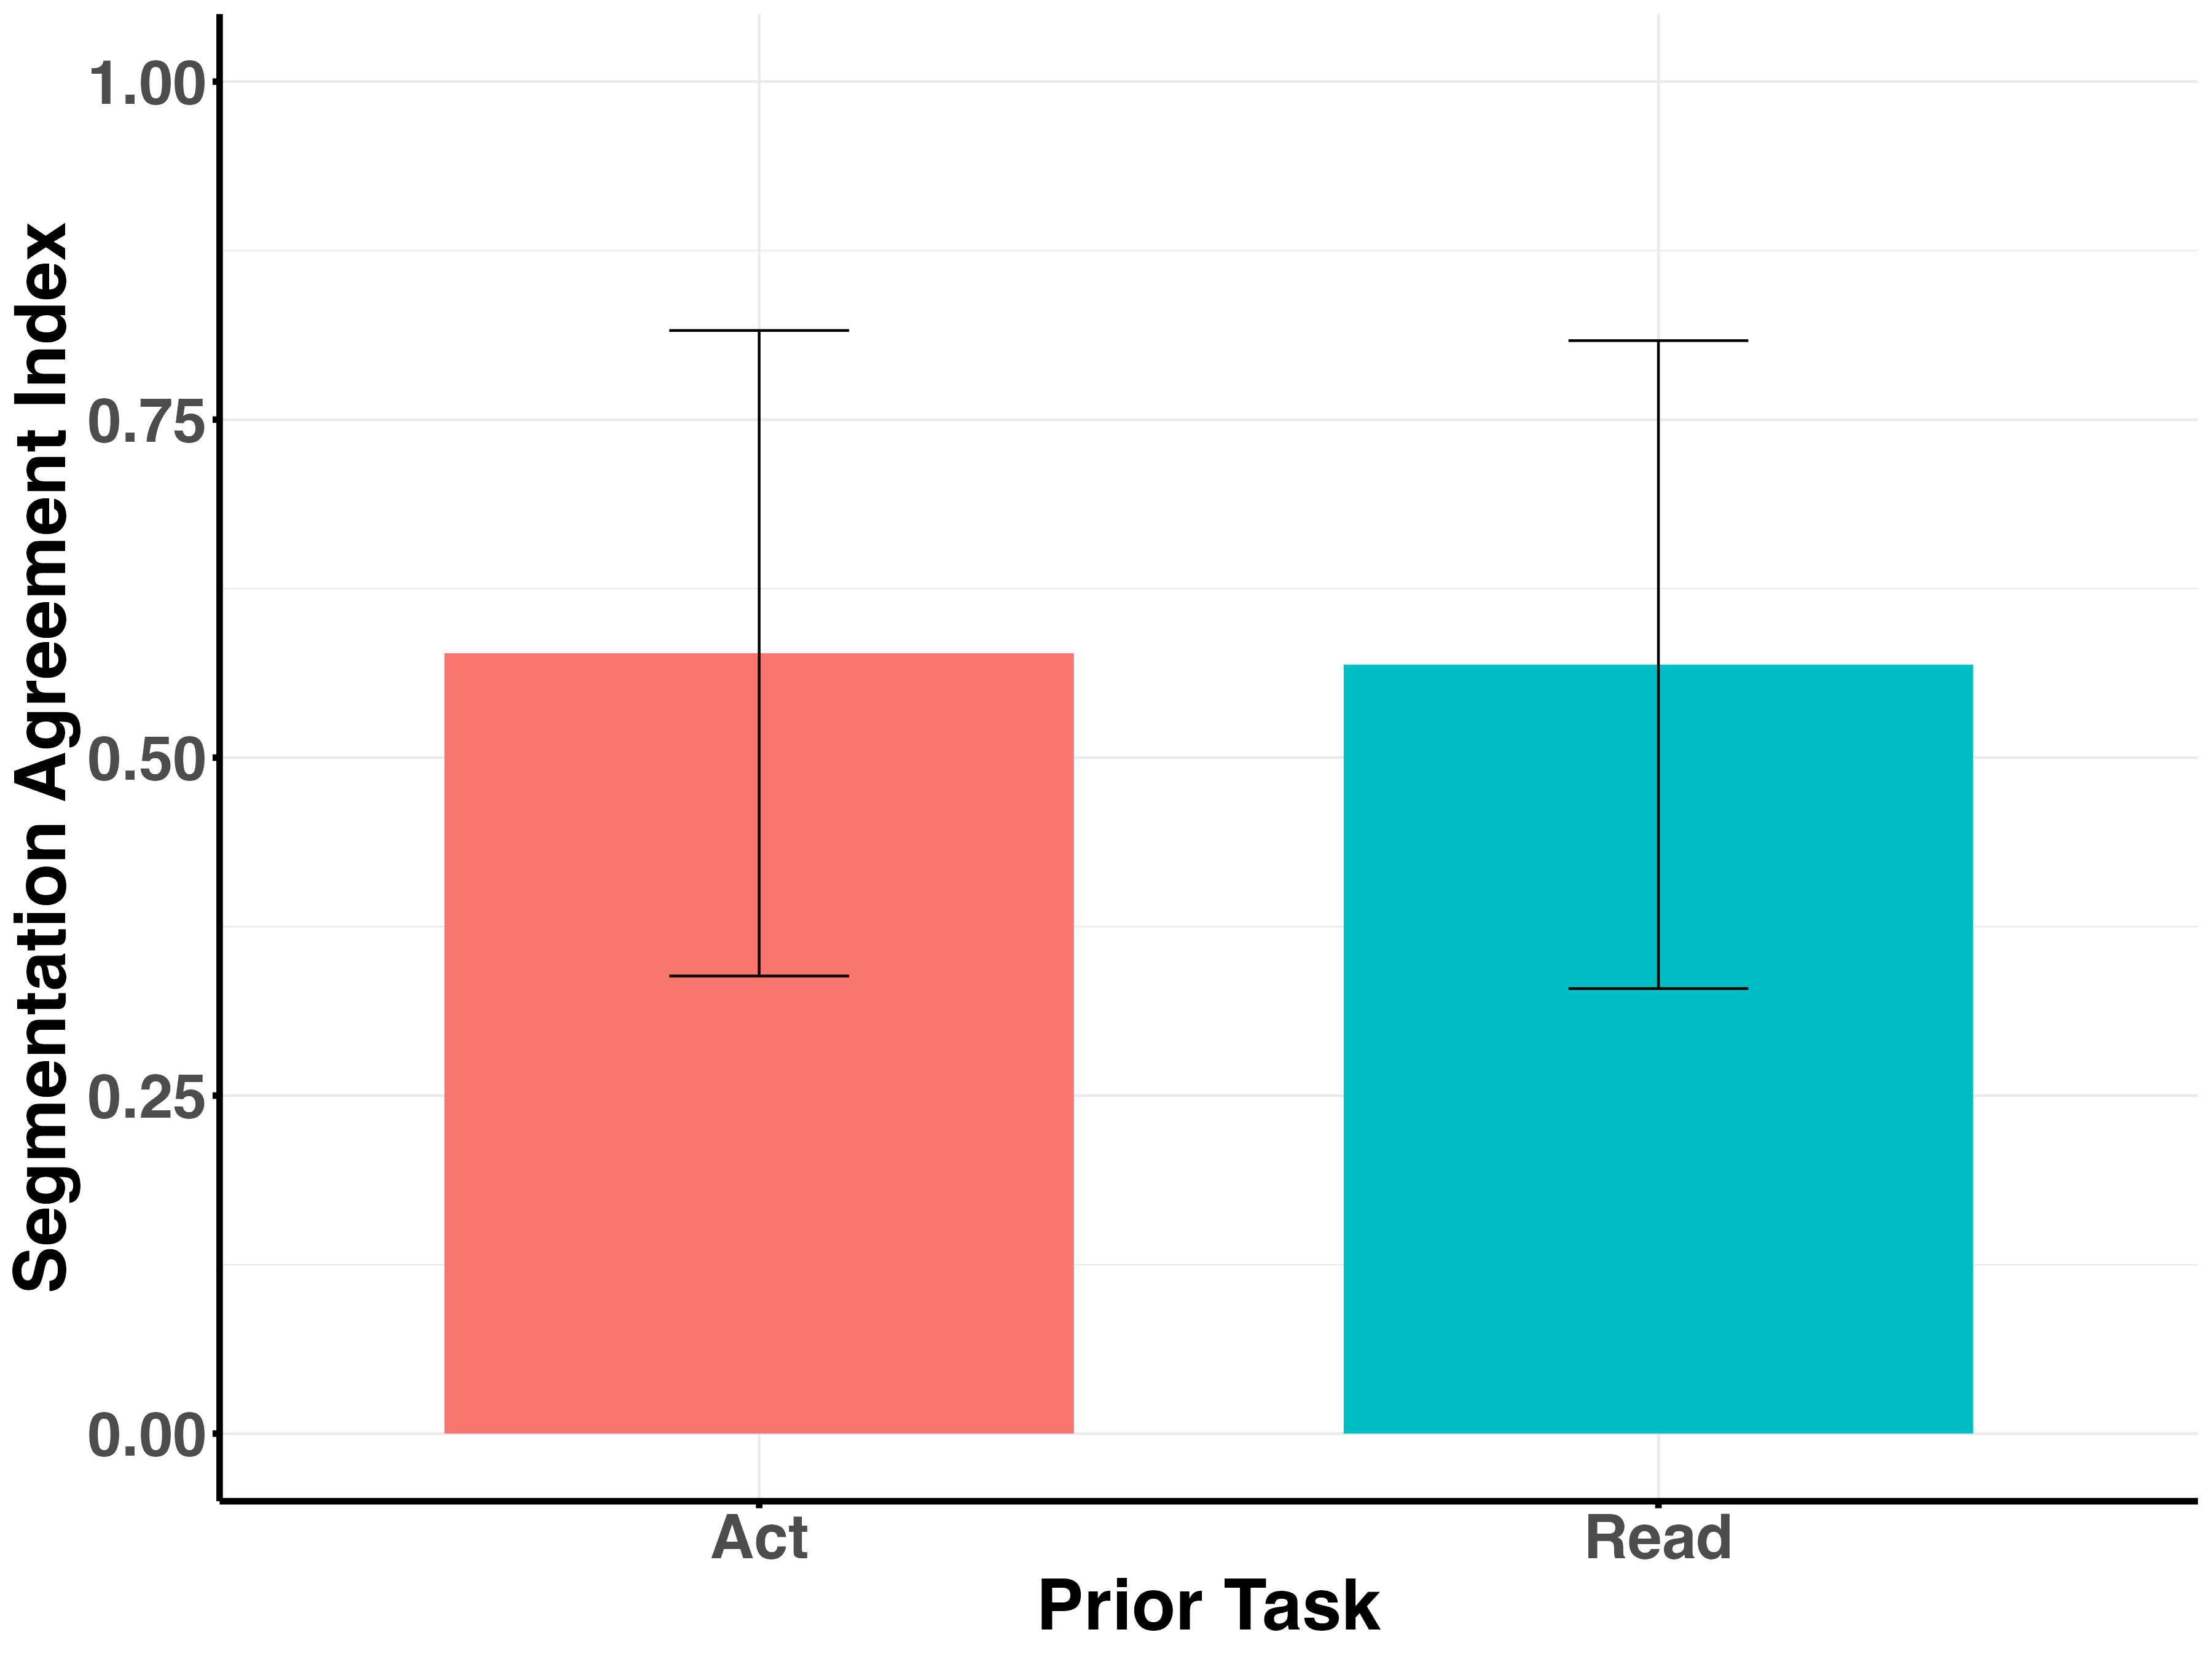 Segmentation Agreement Index
1.00
0.75
0.50
0.25
0.00
Act
Read
Prior Task